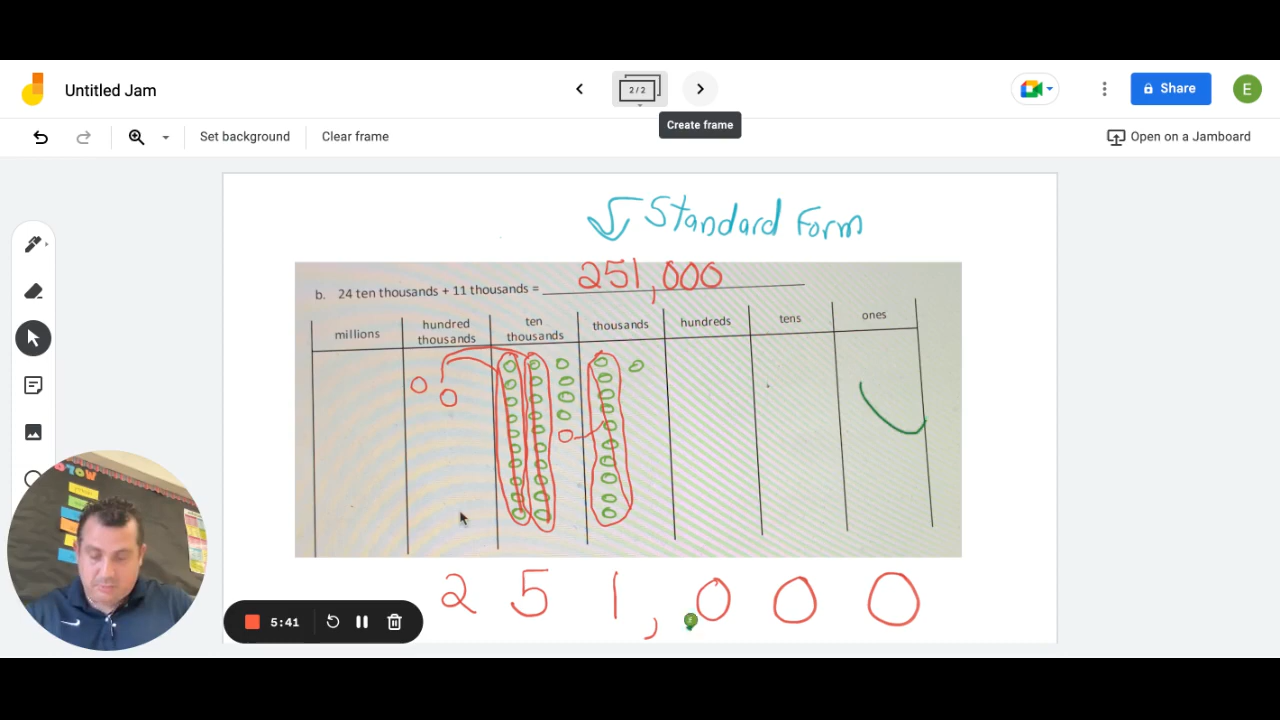 Untitled Jam
2 / 2
Share
E
Create frame
Set background
Clear frame
Open on a Jamboard
Standard Form
251,000
b. 24 ten thousands + 11 thousands =
millions
hundred thousands
ten thousands
thousands
hundreds
tens
ones
2 5 1, 0 0 0
5:41